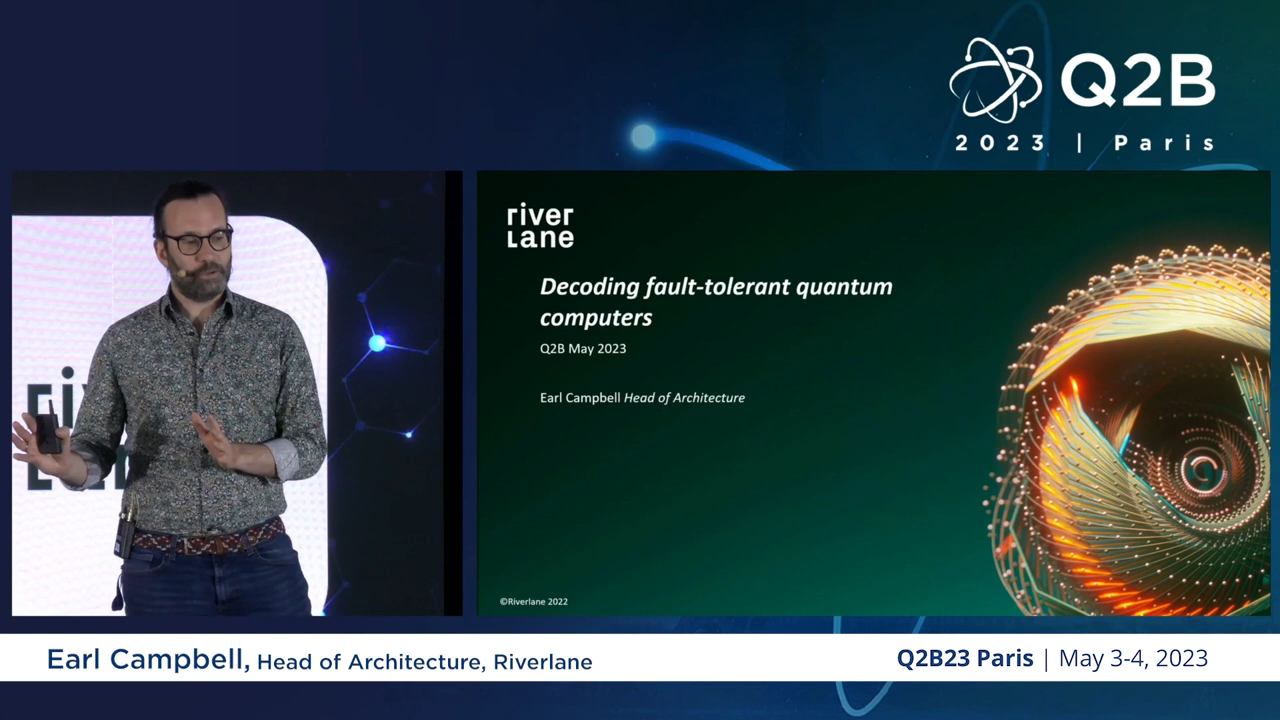 Q2B
2023 | Paris
river
Lane
Decoding fault-tolerant quantum
computers
Q2B May 2023
Earl Campbell Head of Architecture
©Riverlane 2022
Earl Campbell, Head of Architecture, Riverlane
Q2B23 Paris | May 3-4, 2023